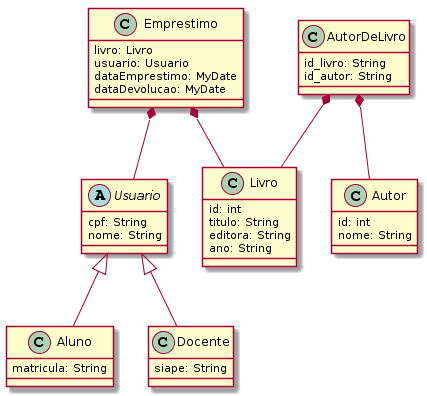 C Emprestimo
livro: Livro
usuario: Usuario
dataEmprestimo: MyDate
dataDevolucao: MyDate
C AutorDeLivro
id_livro: String
id_autor: String
A Usuario
cpf: String
nome: String
C Livro
id: int
titulo: String
editora: String
ano: String
C Autor
id: int
nome: String
C Aluno
matricula: String
C Docente
siape: String